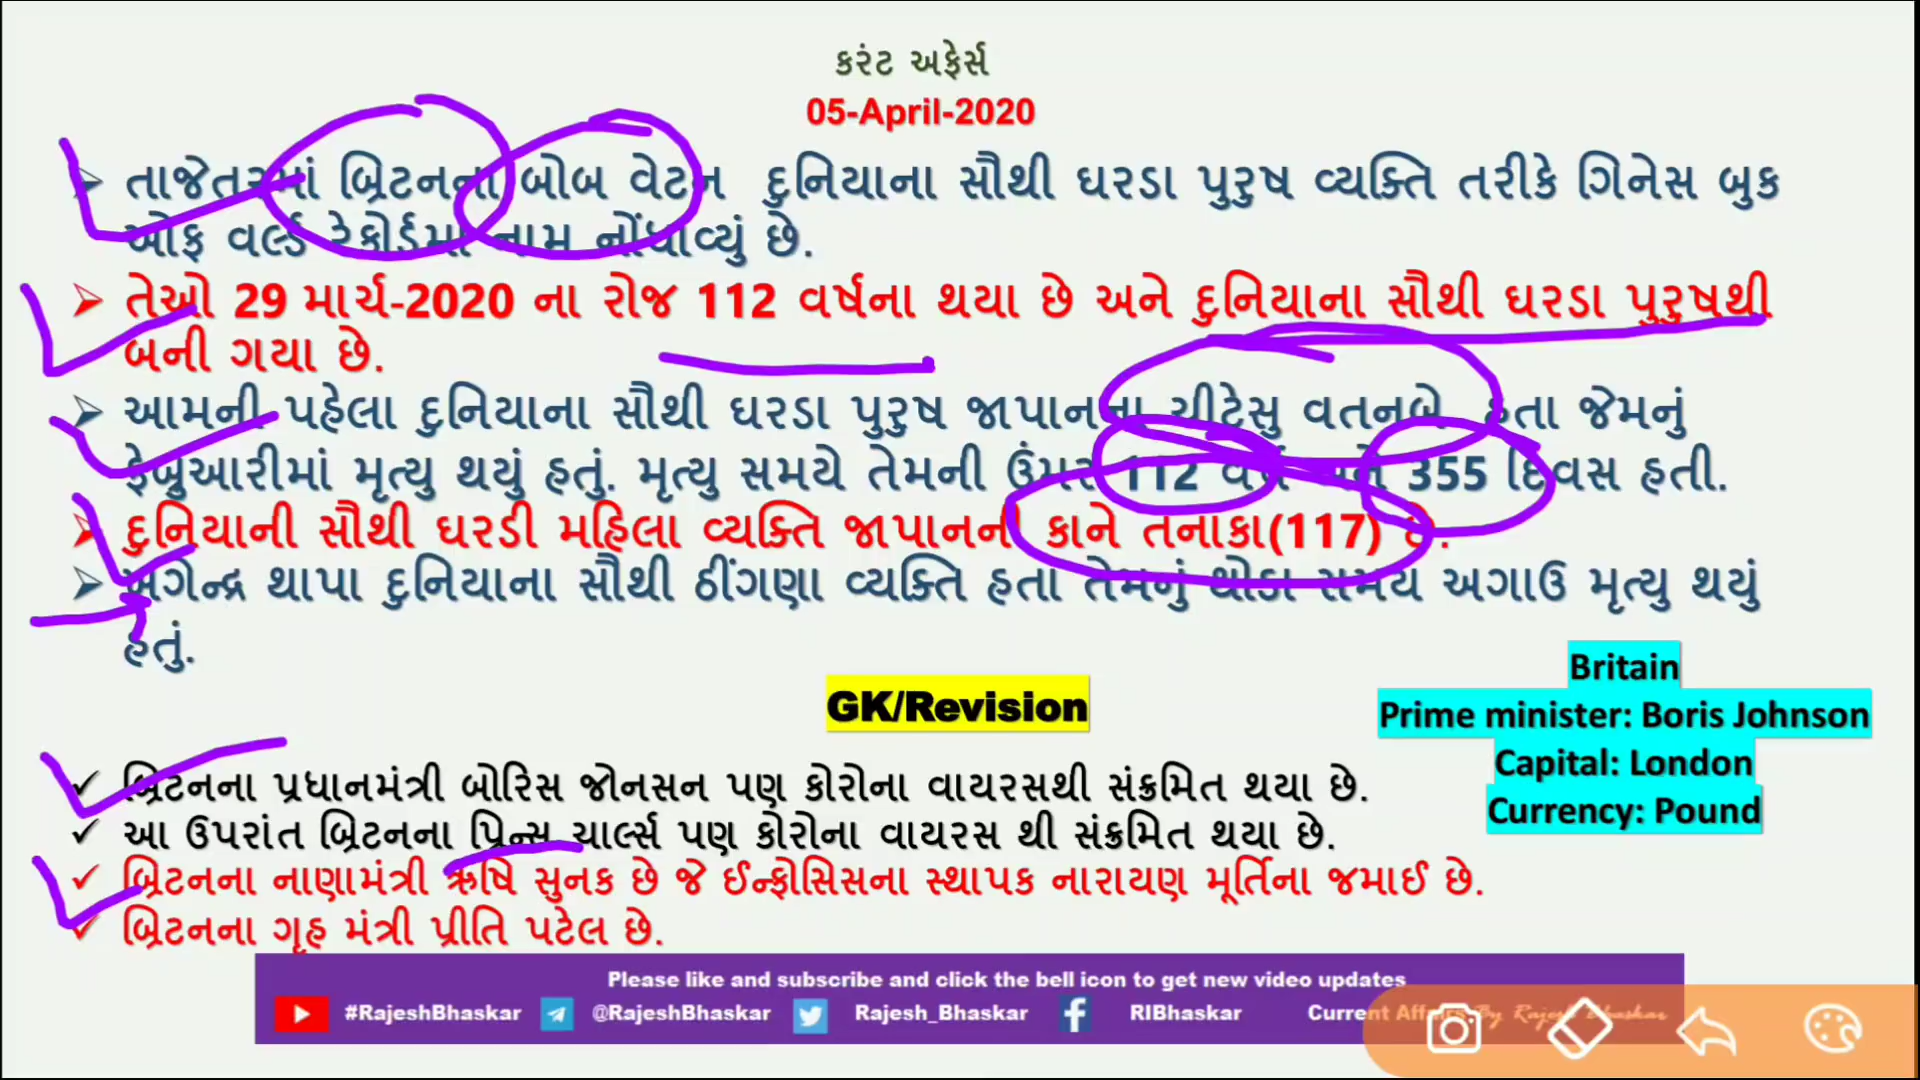 કરંટ અફેર્સ
05-April-2020
તાજેતરમાં બ્રિટનના બોબ વેટન દુનિયાના સૌથી ઘરડા પુરુષ વ્યક્તિ તરીકે ગિનેસ બુક
ઓફ વર્લ્ડ રેકોર્ડમાં નામ નોંધાવ્યું છે.
તેઓ 29 માર્ચ-2020 ના રોજ 112 વર્ષના થયા છે અને દુનિયાના સૌથી ઘરડા પુરુષથી
બની ગયા છે.
આમની પહેલા દુનિયાના સૌથી ઘરડા પુરુષ જાપાનના ચીટેસુ વતનબે હતા જેમનું
ફેબ્રુઆરીમાં મૃત્યુ થયું હતું. મૃત્યુ સમયે તેમની ઉંમર 112 વર્ષ અને 355 દિવસ હતી.
દુનિયાની સૌથી ઘરડી મહિલા વ્યક્તિ જાપાનના કાને તનાકા(117) છે.
ખગેન્દ્ર થાપા દુનિયાના સૌથી ઠીંગણા વ્યક્તિ હતા તેમનું થોડા સમય અગાઉ મૃત્યુ થયું
હતું.
GK/Revision
Britain
Prime minister: Boris Johnson
Capital: London
Currency: Pound
બ્રિટનના પ્રધાનમંત્રી બોરિસ જોનસન પણ કોરોના વાયરસથી સંક્રમિત થયા છે.
આ ઉપરાંત બ્રિટનના પ્રિન્સ ચાર્લ્સ પણ કોરોના વાયરસ થી સંક્રમિત થયા છે.
બ્રિટનના નાણામંત્રી ઋષિ સુનક છે જે ઈન્ફોસિસના સ્થાપક નારાયણ મૂર્તિના જમાઈ છે.
બ્રિટનના ગૃહ મંત્રી પ્રીતિ પટેલ છે.
Please like and subscribe and click the bell icon to get new video updates
#RajeshBhaskar @RajeshBhaskar Rajesh_Bhaskar RIBhaskar Current Affairs By Rajesh Bhaskar